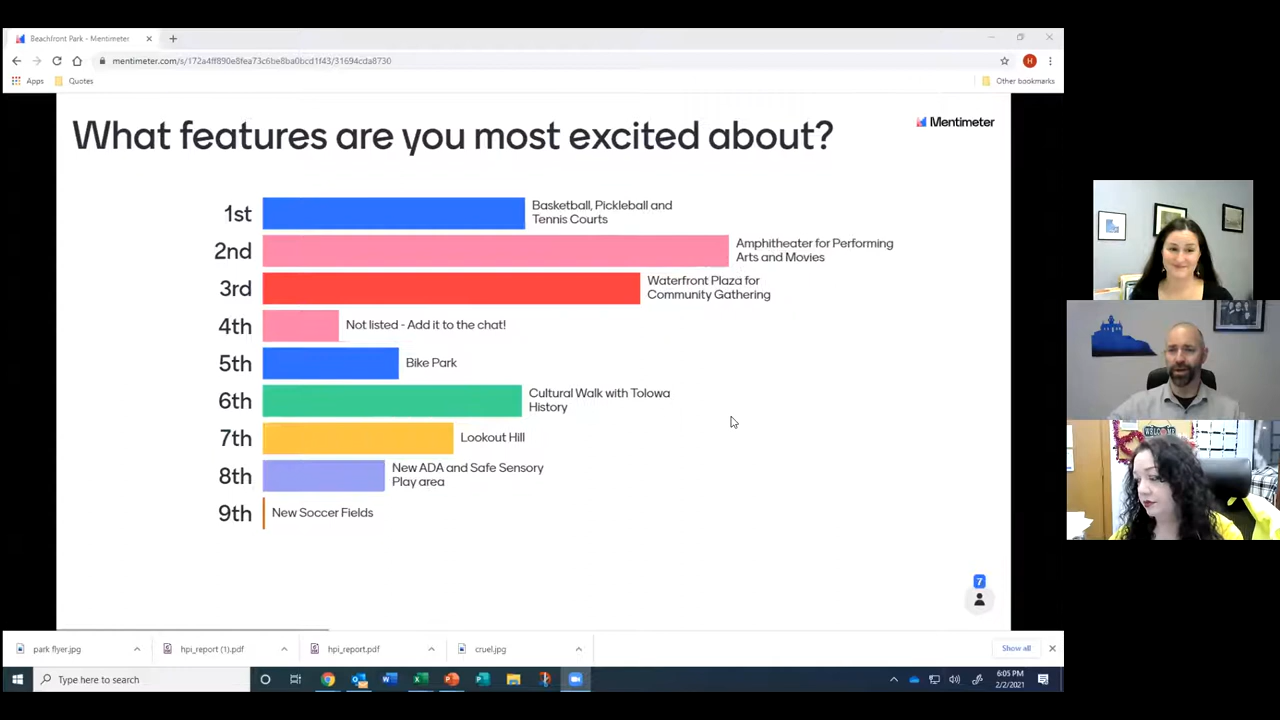 Beachfront Park - Mentimeter
mentimeter.com/s/172a4ff890e8fea73c6be8ba0bcd1f43/31694cda8730
H
Apps
Quotes
Other bookmarks
What features are you most excited about?
Mentimeter
1st
Basketball, Pickleball and
Tennis Courts
2nd
Amphitheater for Performing
Arts and Movies
3rd
Waterfront Plaza for
Community Gathering
4th
Not listed - Add it to the chat!
5th
Bike Park
6th
Cultural Walk with Tolowa
History
7th
Lookout Hill
8th
New ADA and Safe Sensory
Play area
9th
New Soccer Fields
7
WELCOME
park flyer.jpg
hpi_report (1).pdf
hpi_report.pdf
cruel.jpg
Show all
Type here to search
6:05 PM
2/2/2021